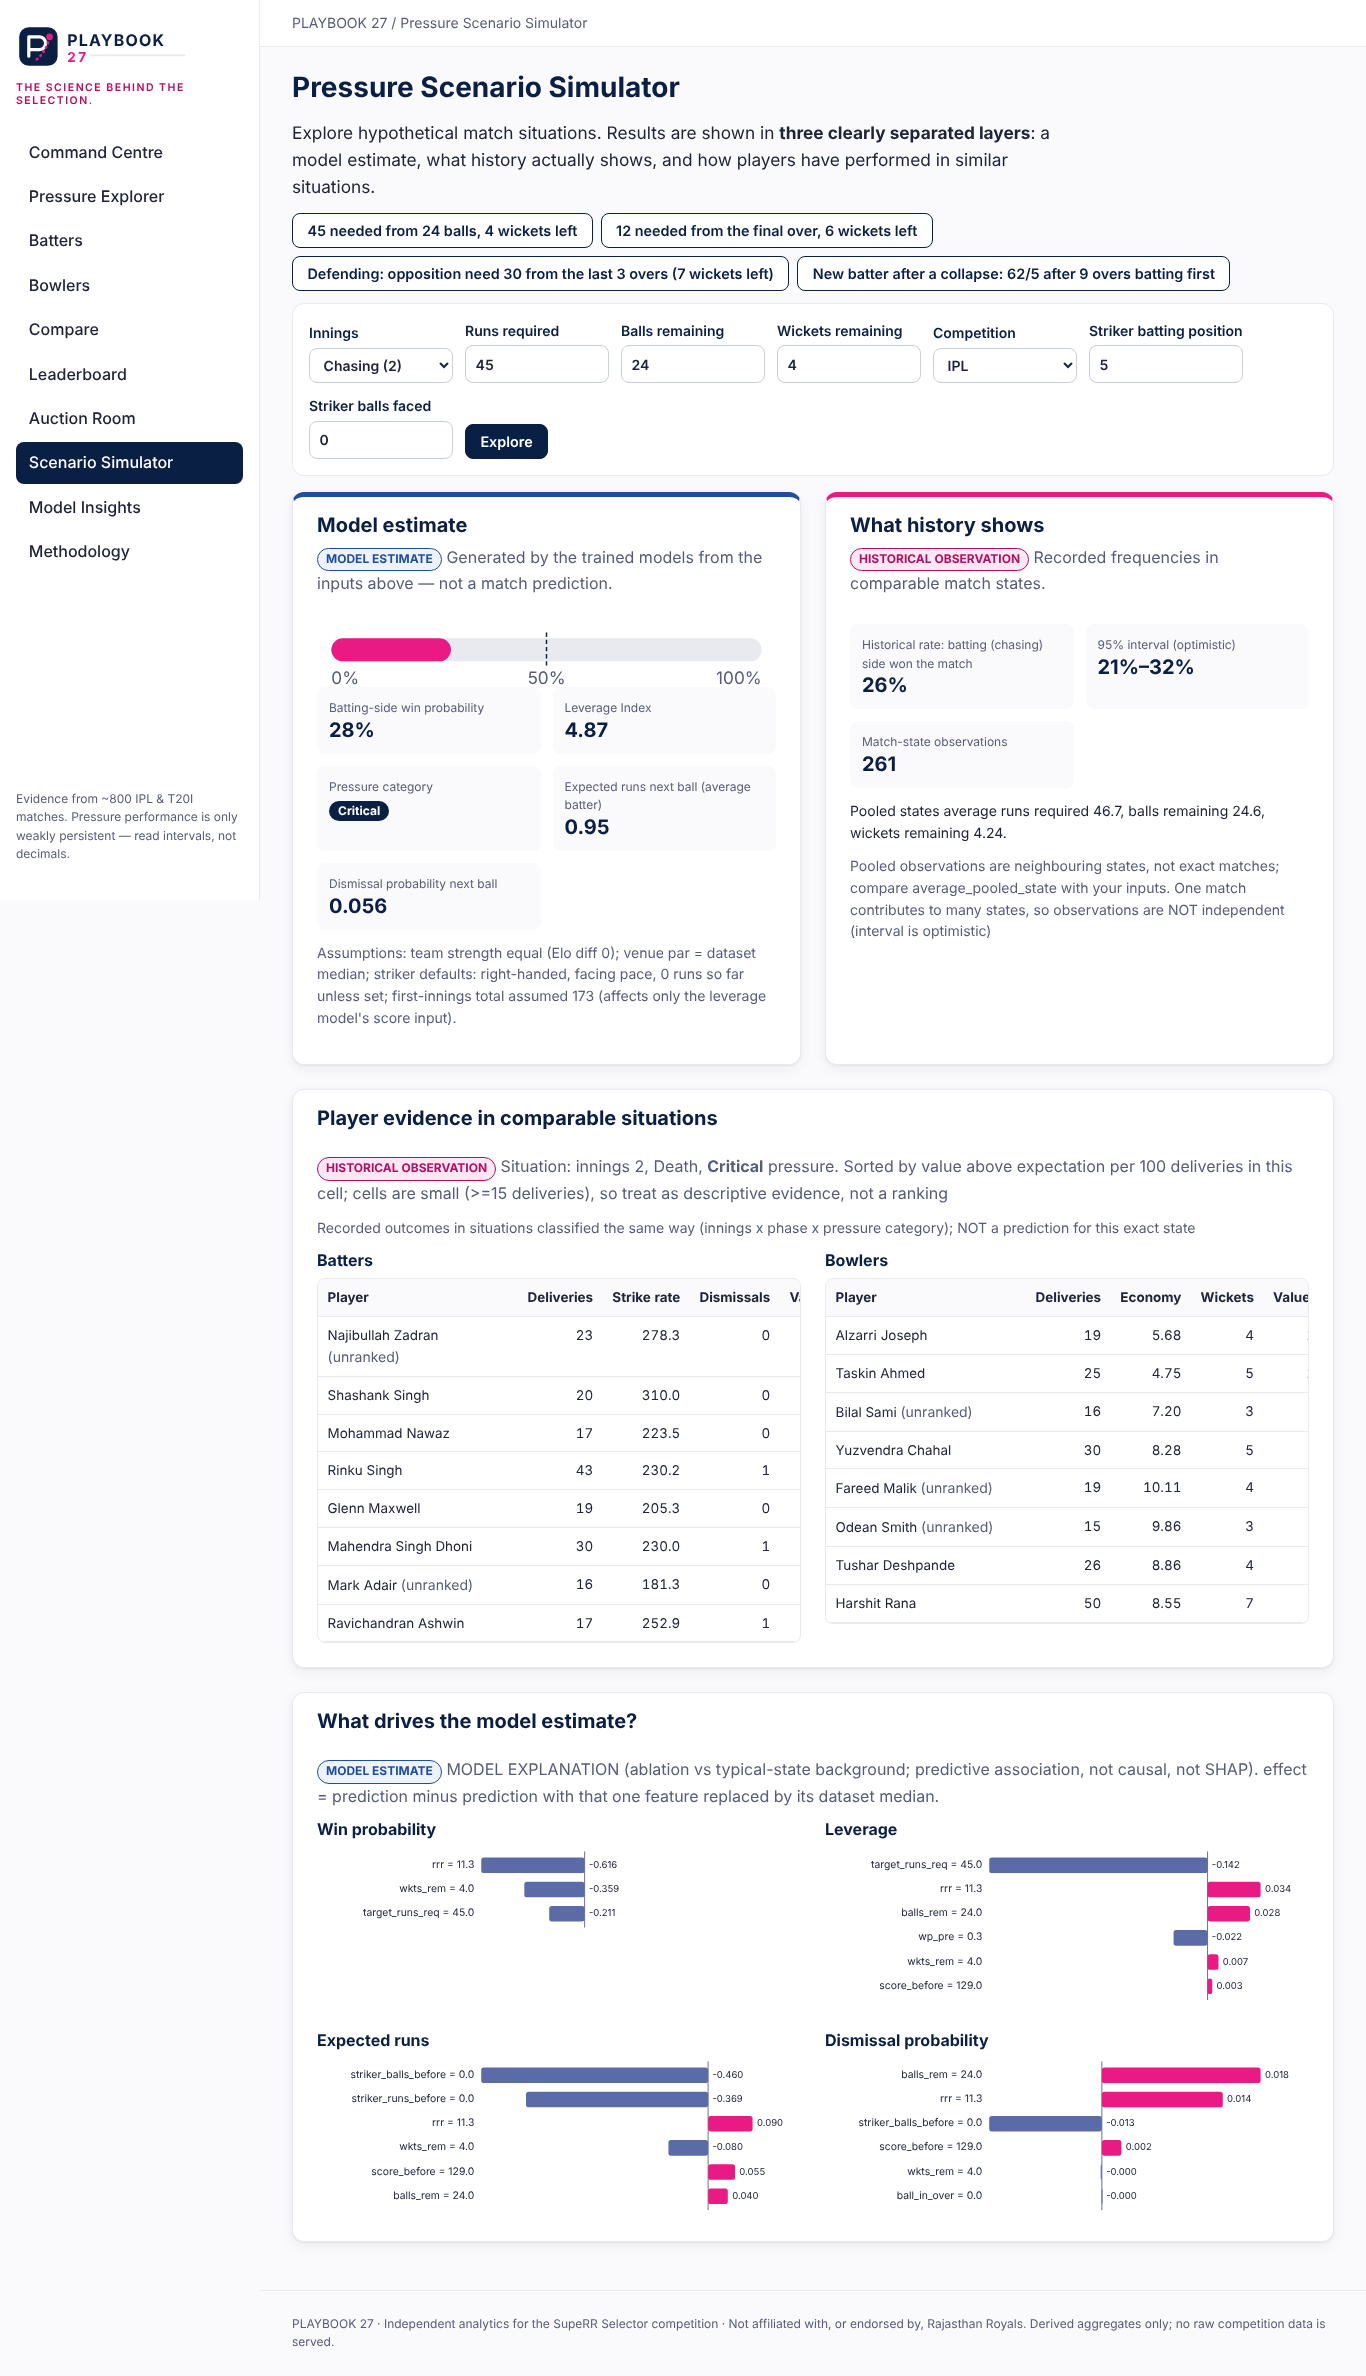 PLAYBOOK
27
THE SCIENCE BEHIND THE
SELECTION.
Command Centre
Pressure Explorer
Batters
Bowlers
Compare
Leaderboard
Auction Room
Scenario Simulator
Model Insights
Methodology
Evidence from ~800 IPL & T20I
matches. Pressure performance is only
weakly persistent — read intervals, not
decimals.
PLAYBOOK 27 / Pressure Scenario Simulator
Pressure Scenario Simulator
Explore hypothetical match situations. Results are shown in three clearly separated layers: a
model estimate, what history actually shows, and how players have performed in similar
situations.
45 needed from 24 balls, 4 wickets left
12 needed from the final over, 6 wickets left
Defending: opposition need 30 from the last 3 overs (7 wickets left)
New batter after a collapse: 62/5 after 9 overs batting first
Innings
Chasing (2)
Runs required
45
Balls remaining
24
Wickets remaining
4
Competition
IPL
Striker batting position
5
Striker balls faced
0
Explore
Model estimate
MODEL ESTIMATE Generated by the trained models from the
inputs above — not a match prediction.
0% 50% 100%
Batting-side win probability
28%
Leverage Index
4.87
Pressure category
Critical
Expected runs next ball (average
batter)
0.95
Dismissal probability next ball
0.056
Assumptions: team strength equal (Elo diff 0); venue par = dataset
median; striker defaults: right-handed, facing pace, 0 runs so far
unless set; first-innings total assumed 173 (affects only the leverage
model's score input).
What history shows
HISTORICAL OBSERVATION Recorded frequencies in
comparable match states.
Historical rate: batting (chasing)
side won the match
26%
95% interval (optimistic)
21%–32%
Match-state observations
261
Pooled states average runs required 46.7, balls remaining 24.6,
wickets remaining 4.24.
Pooled observations are neighbouring states, not exact matches;
compare average_pooled_state with your inputs. One match
contributes to many states, so observations are NOT independent
(interval is optimistic)
Player evidence in comparable situations
HISTORICAL OBSERVATION Situation: innings 2, Death, Critical pressure. Sorted by value above expectation per 100 deliveries in this
cell; cells are small (>=15 deliveries), so treat as descriptive evidence, not a ranking
Recorded outcomes in situations classified the same way (innings x phase x pressure category); NOT a prediction for this exact state
Batters
Player Deliveries Strike rate Dismissals
Najibullah Zadran 23 278.3 0
(unranked)
Shashank Singh 20 310.0 0
Mohammad Nawaz 17 223.5 0
Rinku Singh 43 230.2 1
Glenn Maxwell 19 205.3 0
Mahendra Singh Dhoni 30 230.0 1
Mark Adair (unranked) 16 181.3 0
Ravichandran Ashwin 17 252.9 1
Bowlers
Player Deliveries Economy Wickets Value
Alzarri Joseph 19 5.68 4
Taskin Ahmed 25 4.75 5
Bilal Sami (unranked) 16 7.20 3
Yuzvendra Chahal 30 8.28 5
Fareed Malik (unranked) 19 10.11 4
Odean Smith (unranked) 15 9.86 3
Tushar Deshpande 26 8.86 4
Harshit Rana 50 8.55 7
What drives the model estimate?
MODEL ESTIMATE MODEL EXPLANATION (ablation vs typical-state background; predictive association, not causal, not SHAP). effect
= prediction minus prediction with that one feature replaced by its dataset median.
Win probability
rrr = 11.3 -0.616
wkts_rem = 4.0 -0.359
target_runs_req = 45.0 -0.211
Leverage
target_runs_req = 45.0 -0.142
rrr = 11.3 0.034
balls_rem = 24.0 0.028
wp_pre = 0.3 -0.022
wkts_rem = 4.0 0.007
score_before = 129.0 0.003
Expected runs
striker_balls_before = 0.0 -0.460
striker_runs_before = 0.0 -0.369
rrr = 11.3 0.090
wkts_rem = 4.0 -0.080
score_before = 129.0 0.055
balls_rem = 24.0 0.040
Dismissal probability
balls_rem = 24.0 0.018
rrr = 11.3 0.014
striker_balls_before = 0.0 -0.013
score_before = 129.0 0.002
wkts_rem = 4.0 -0.000
ball_in_over = 0.0 -0.000
PLAYBOOK 27 · Independent analytics for the SupeRR Selector competition · Not affiliated with, or endorsed by, Rajasthan Royals. Derived aggregates only; no raw competition data is
served.